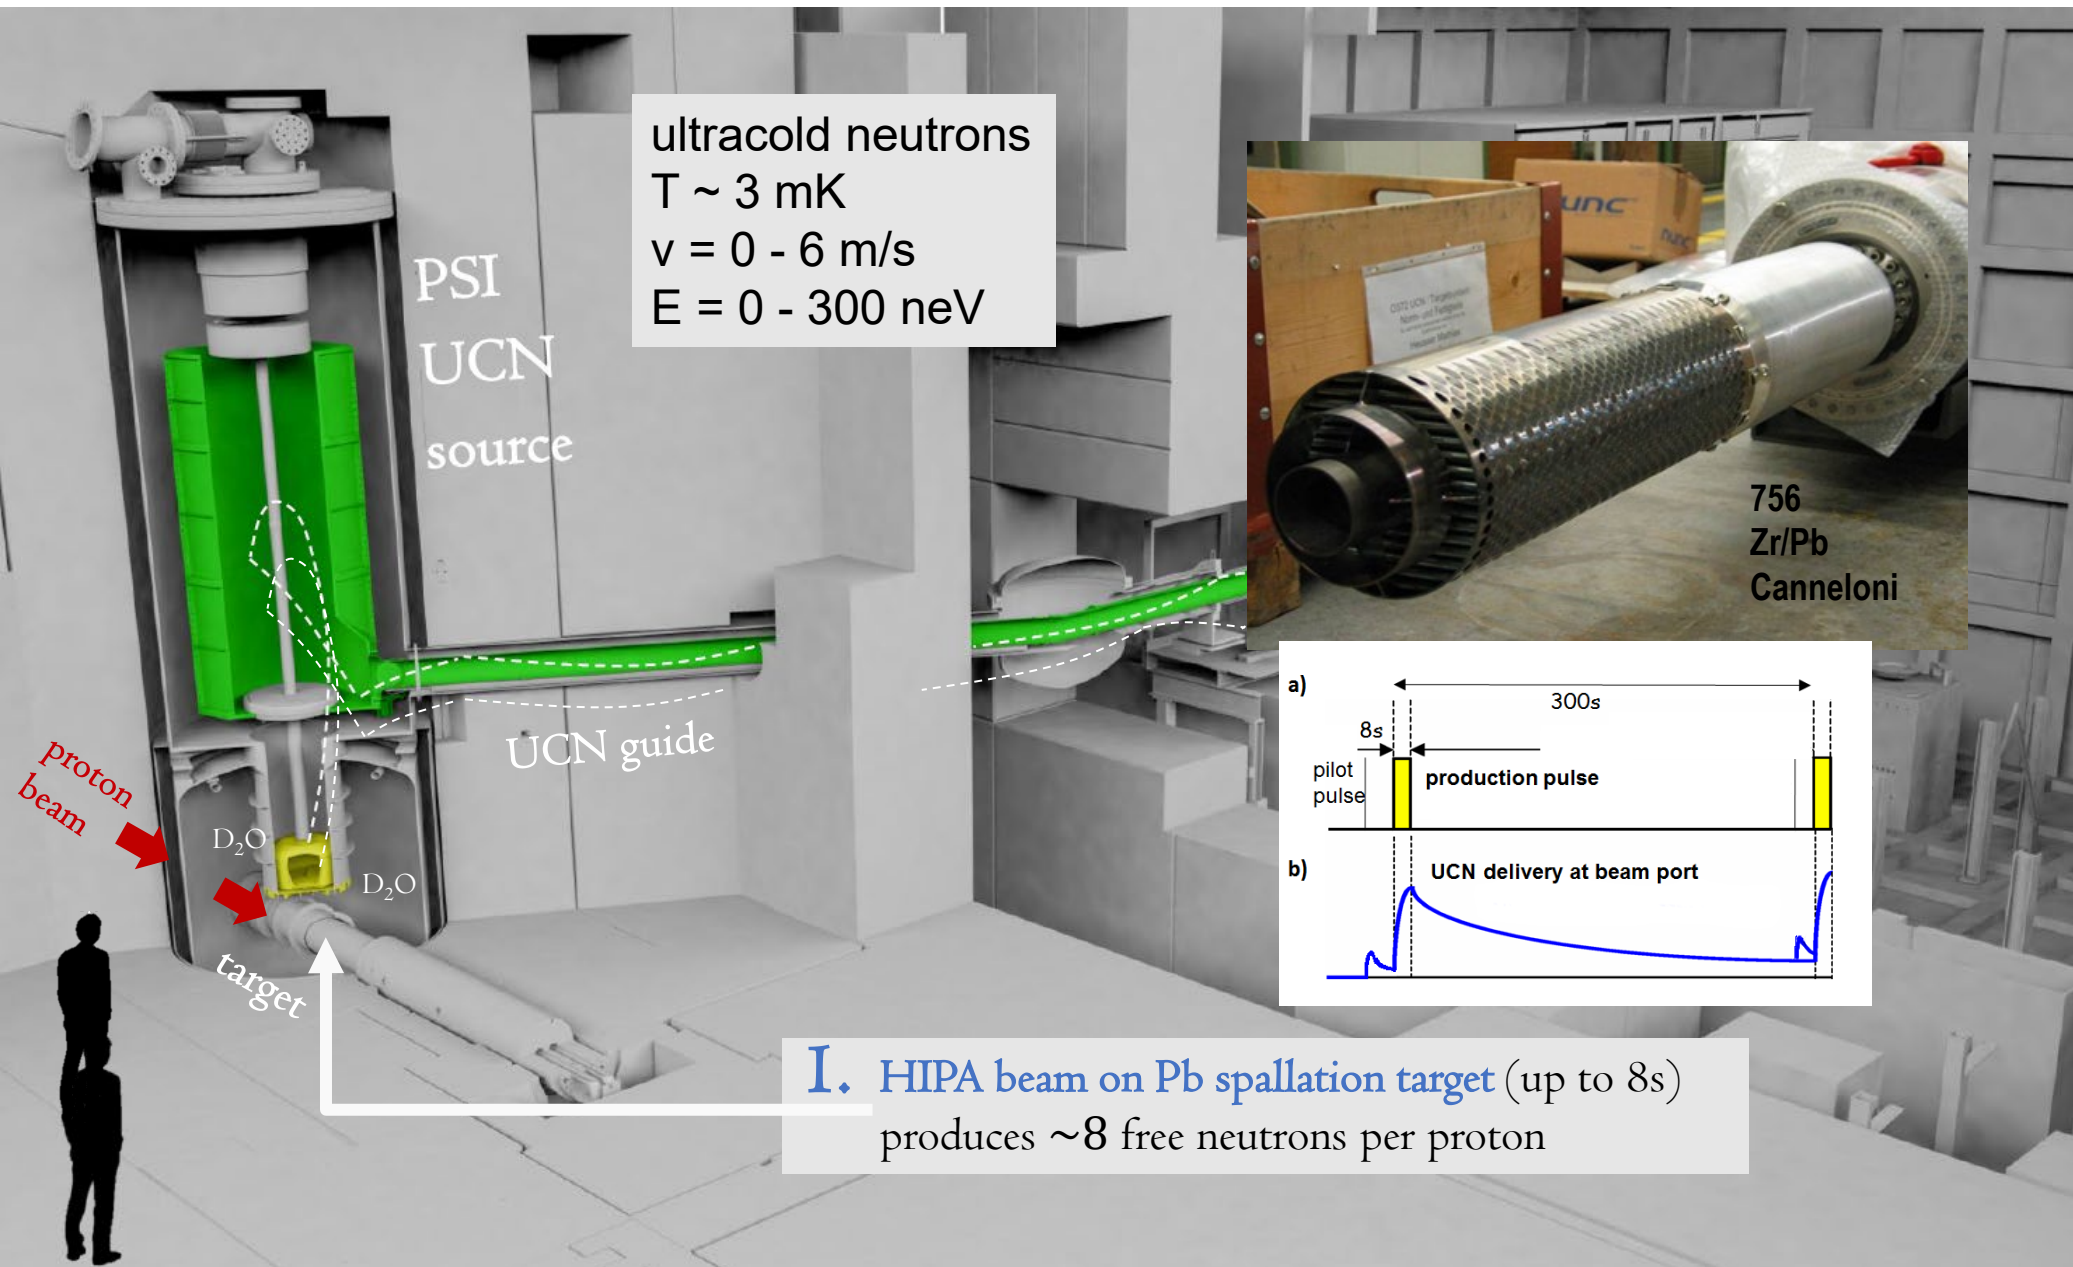 ultracold neutrons
T ~ 3 mK
v = 0 - 6 m/s
E = 0 - 300 neV
PSI
UCN
source
nunc
nunc
756
Zr/Pb
Canneloni
UCN guide
proton
beam
D₂O
D₂O
target
a)
300s
8s
pilot
pulse
production pulse
b)
UCN delivery at beam port
I. HIPA beam on Pb spallation target (up to 8s)
produces ~8 free neutrons per proton